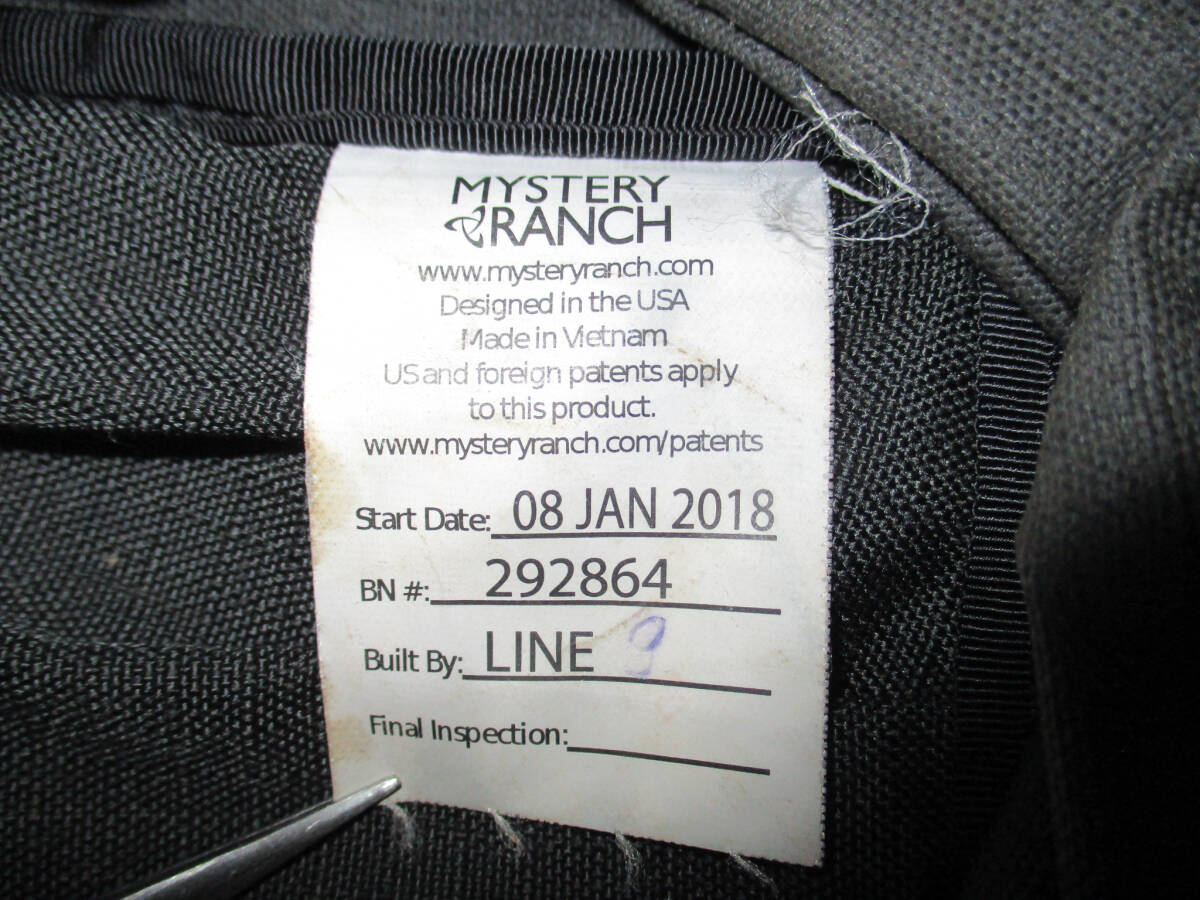 MYSTERY
RANCH
www.mysteryranch.com
Designed in the USA
Made in Vietnam
US and foreign patents apply
to this product.
www.mysteryranch.com/patents
Start Date: 08 JAN 2018
BN #: 292864
Built By: LINE 9
Final Inspection: